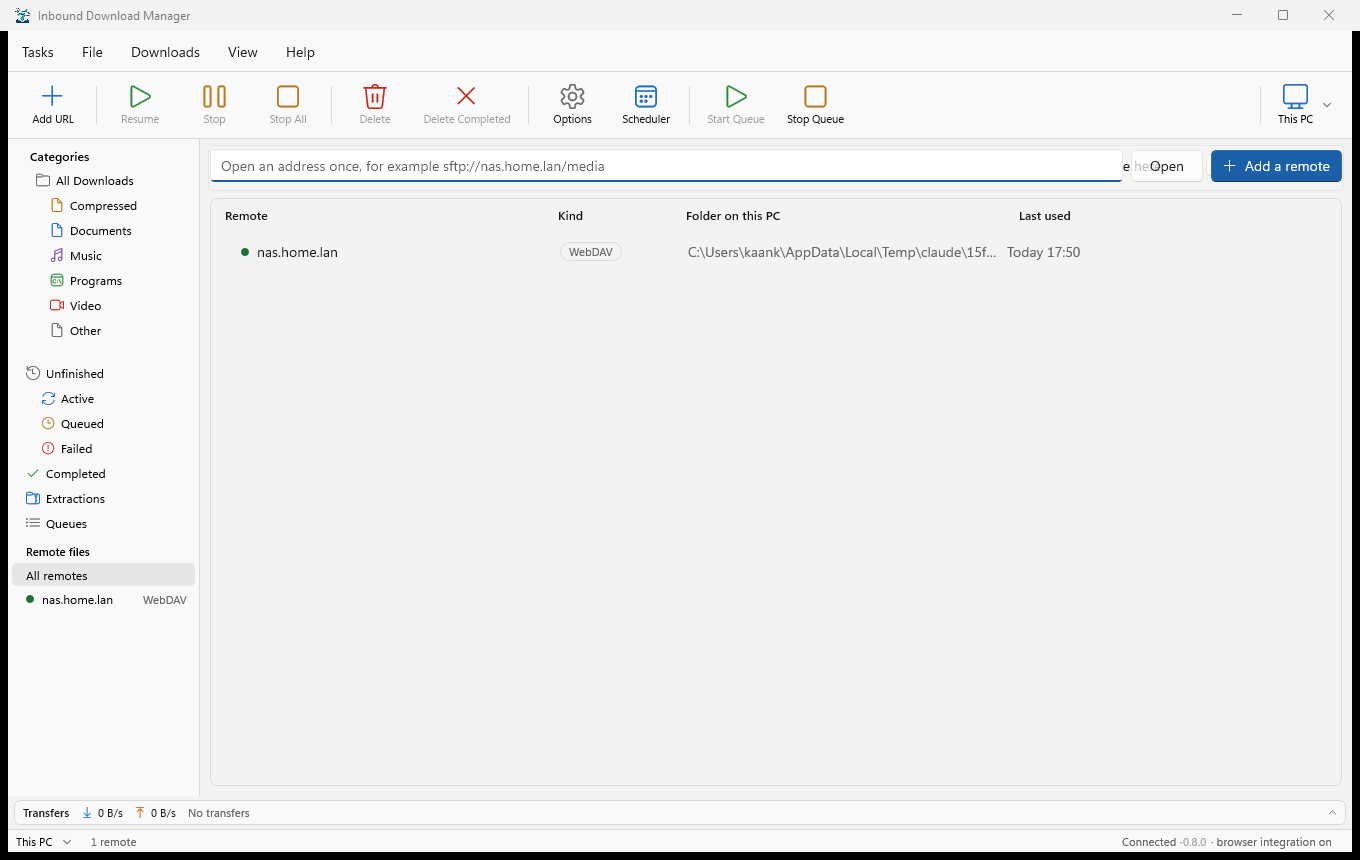 Inbound Download Manager
Tasks File Downloads View Help
Add URL Resume Stop Stop All Delete Delete Completed Options Scheduler Start Queue Stop Queue This PC
Categories
All Downloads
Compressed
Documents
Music
Programs
Video
Other
Unfinished
Active
Queued
Failed
Completed
Extractions
Queues
Remote files
All remotes
nas.home.lan WebDAV
Open an address once, for example sftp://nas.home.lan/media Open Add a remote
Remote Kind Folder on this PC Last used
nas.home.lan WebDAV C:\Users\kaank\AppData\Local\Temp\claude\15f... Today 17:50
Transfers 0 B/s 0 B/s No transfers
This PC 1 remote Connected ·0.8.0 · browser integration on